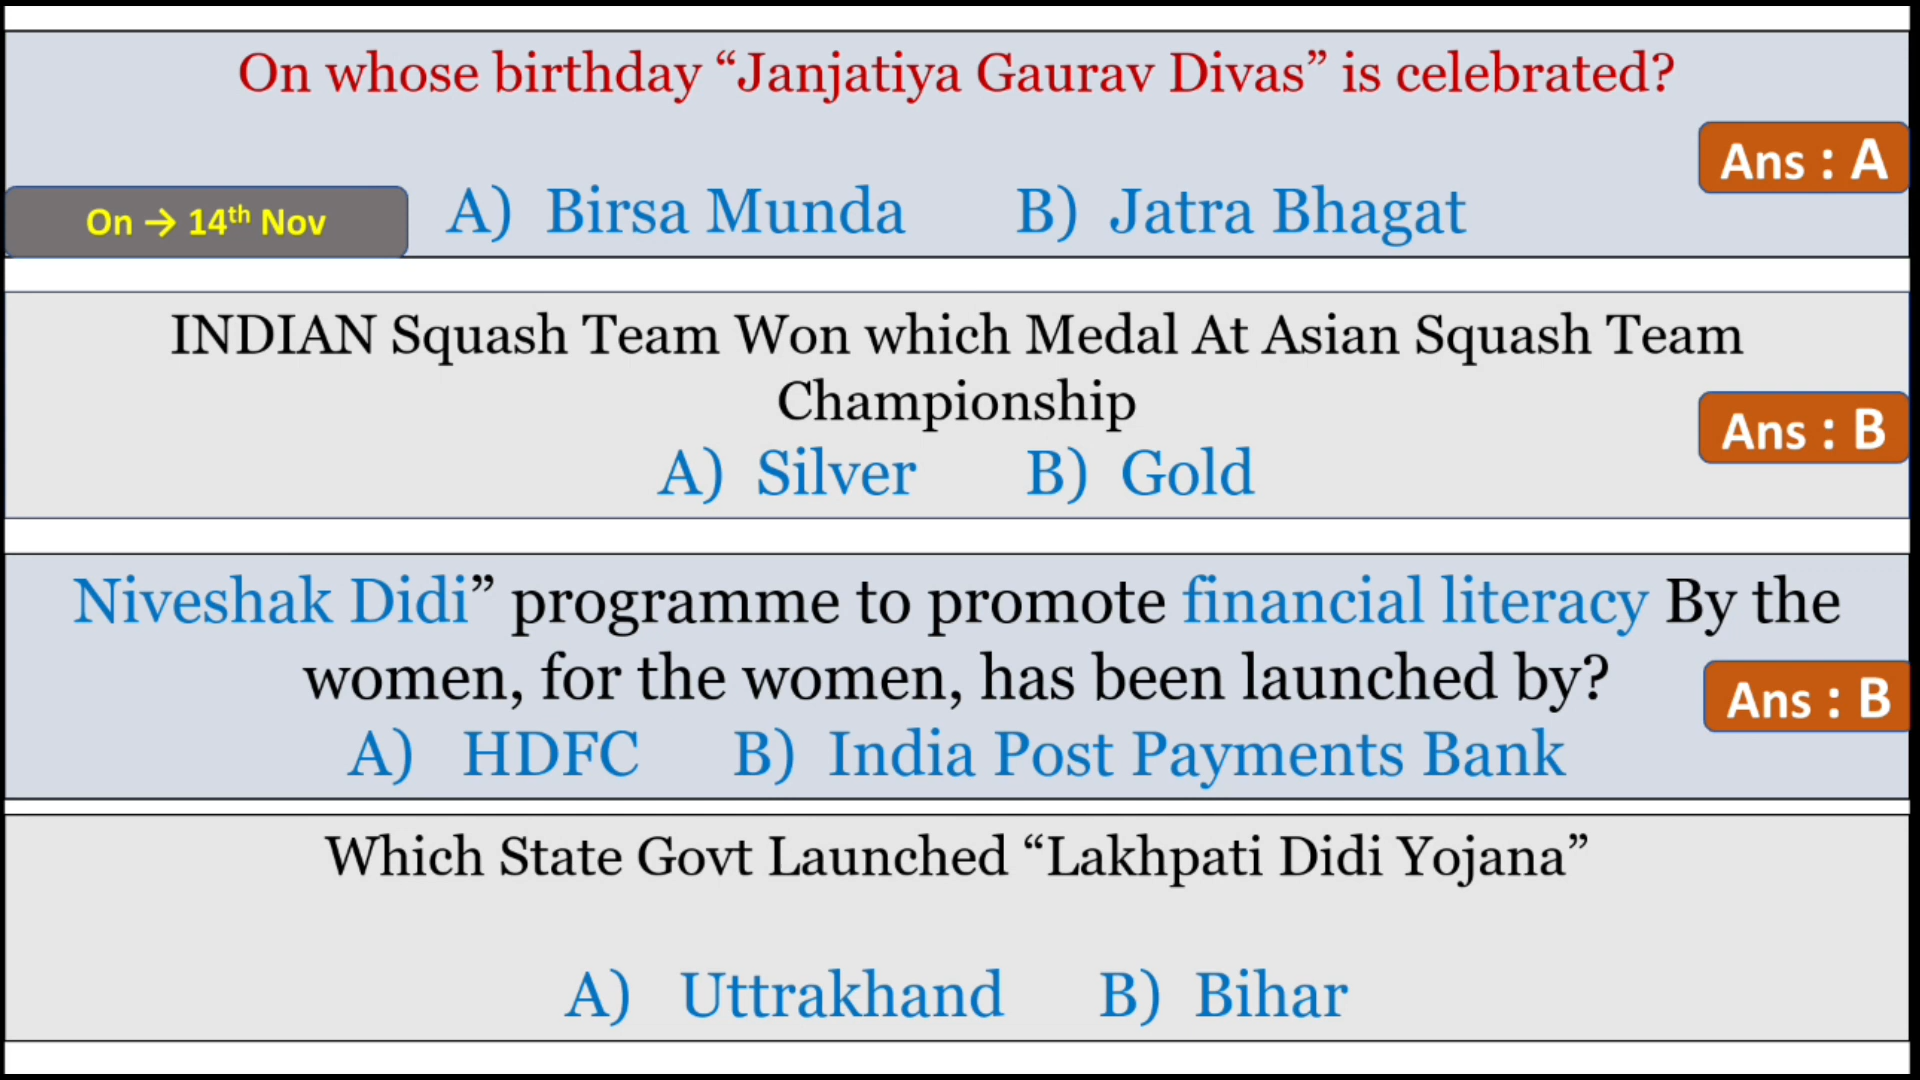 On whose birthday “Janjatiya Gaurav Divas” is celebrated?
Ans : A
On → 14th Nov
A) Birsa Munda B) Jatra Bhagat
INDIAN Squash Team Won which Medal At Asian Squash Team
Championship
Ans : B
A) Silver B) Gold
Niveshak Didi” programme to promote financial literacy By the
women, for the women, has been launched by?
Ans : B
A) HDFC B) India Post Payments Bank
Which State Govt Launched “Lakhpati Didi Yojana”
A) Uttrakhand B) Bihar